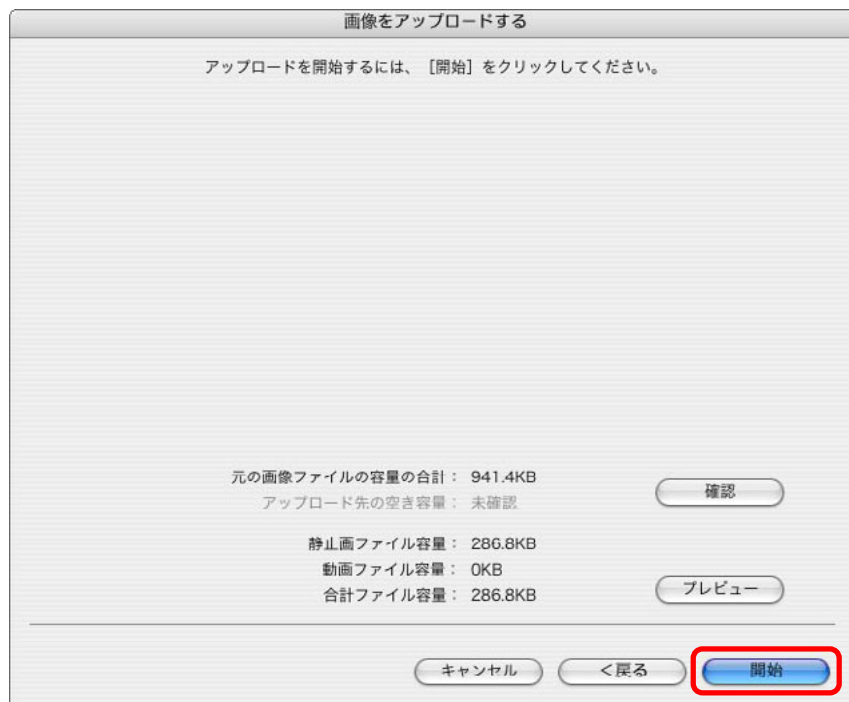 画像をアップロードする
アップロードを開始するには、［開始］をクリックしてください。
元の画像ファイルの容量の合計： 941.4KB
確認
アップロード先の空き容量： 未確認
静止画ファイル容量： 286.8KB
動画ファイル容量： 0KB
プレビュー
合計ファイル容量： 286.8KB
キャンセル <戻る 開始